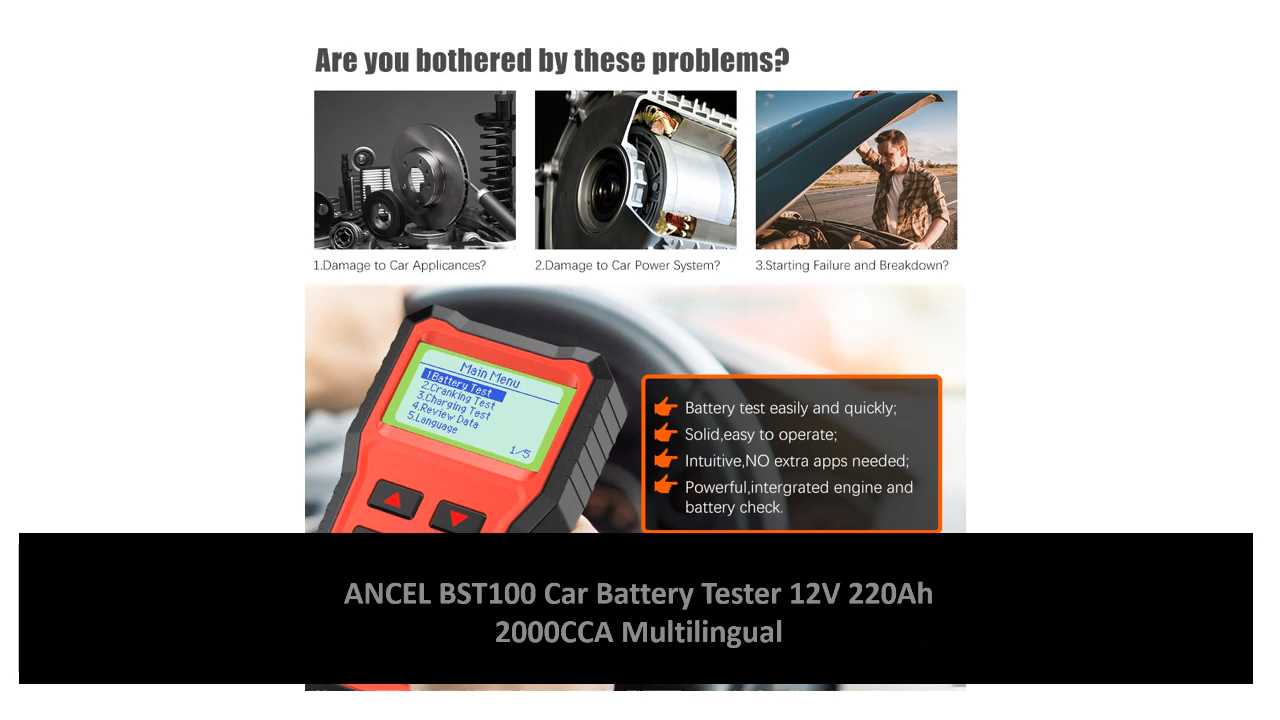 Are you bothered by these problems?
1.Damage to Car Applicances?
2.Damage to Car Power System?
3.Starting Failure and Breakdown?
Main Menu
1.Battery Test
2.Cranking Test
3.Charging Test
4.Review Data
5.Language
1/5
Battery test easily and quickly;
Solid,easy to operate;
Intuitive,NO extra apps needed;
Powerful,intergrated engine and
battery check.
ANCEL BST100 Car Battery Tester 12V 220Ah
2000CCA Multilingual